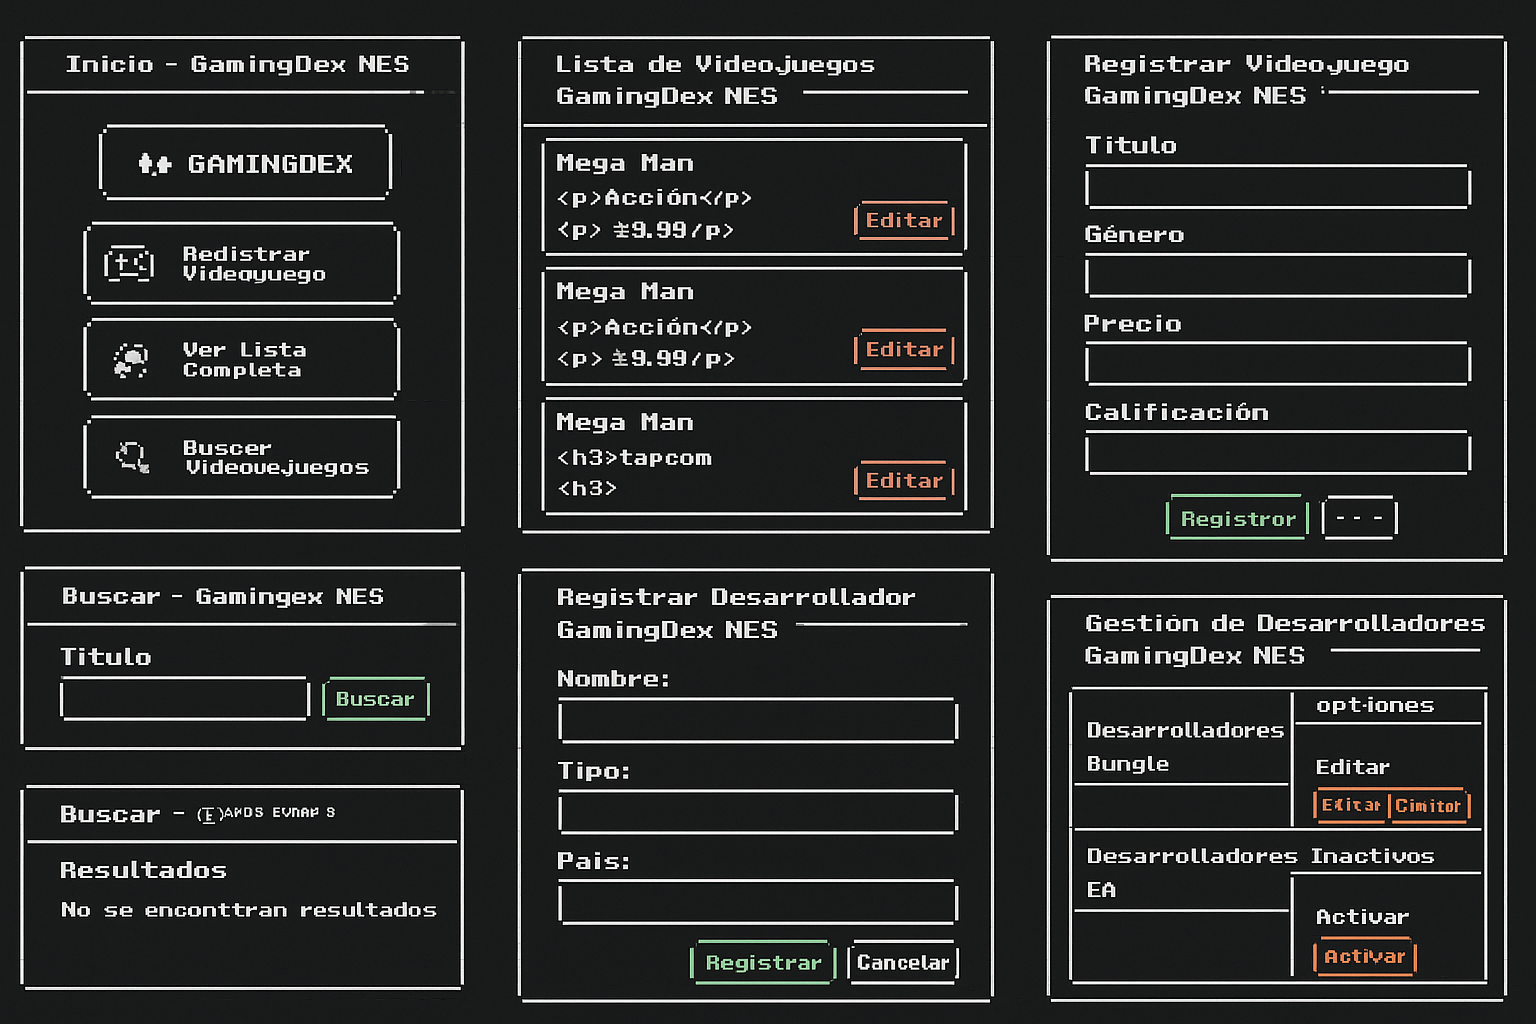 Inicio - GamingDex NES
GAMINGDEX
Redistrar
Videoyuego
Ver Lista
Completa
Buscer
Videovejuegos
Lista de Videojuegos
GamingDex NES
Mega Man
<p>Acción</p>
<p> 9.99/p>
Editar
Mega Man
<p>Acción</p>
<p> 9.99/p>
Editar
Mega Man
<h3>tapcom
<h3>
Editar
Registrar Videoyuego
GamingDex NES
Titulo
Género
Precio
Calificación
Registror
- - -
Buscar - Gamingex NES
Titulo
Buscar
Buscar -
Resultados
No se enconttran resultados
Registrar Desarrollador
GamingDex NES
Nombre:
Tipo:
Pais:
Registrar
Cancelar
Gestión de Desarrolladores
GamingDex NES
opt·iones
Desarrolladores
Bungle
Editar
Cimitor
Desarrolladores Inactivos
EA
Activar
Activar